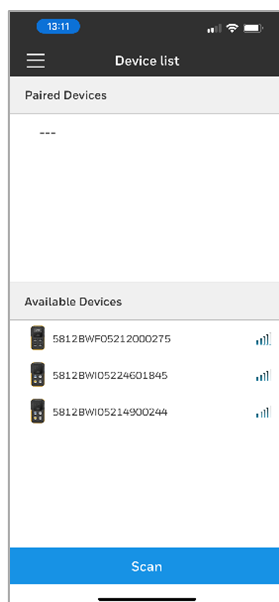 13:11
Device list
Paired Devices
---
Available Devices
5812BWF05212000275
5812BWI05224601845
5812BWI05214900244
Scan